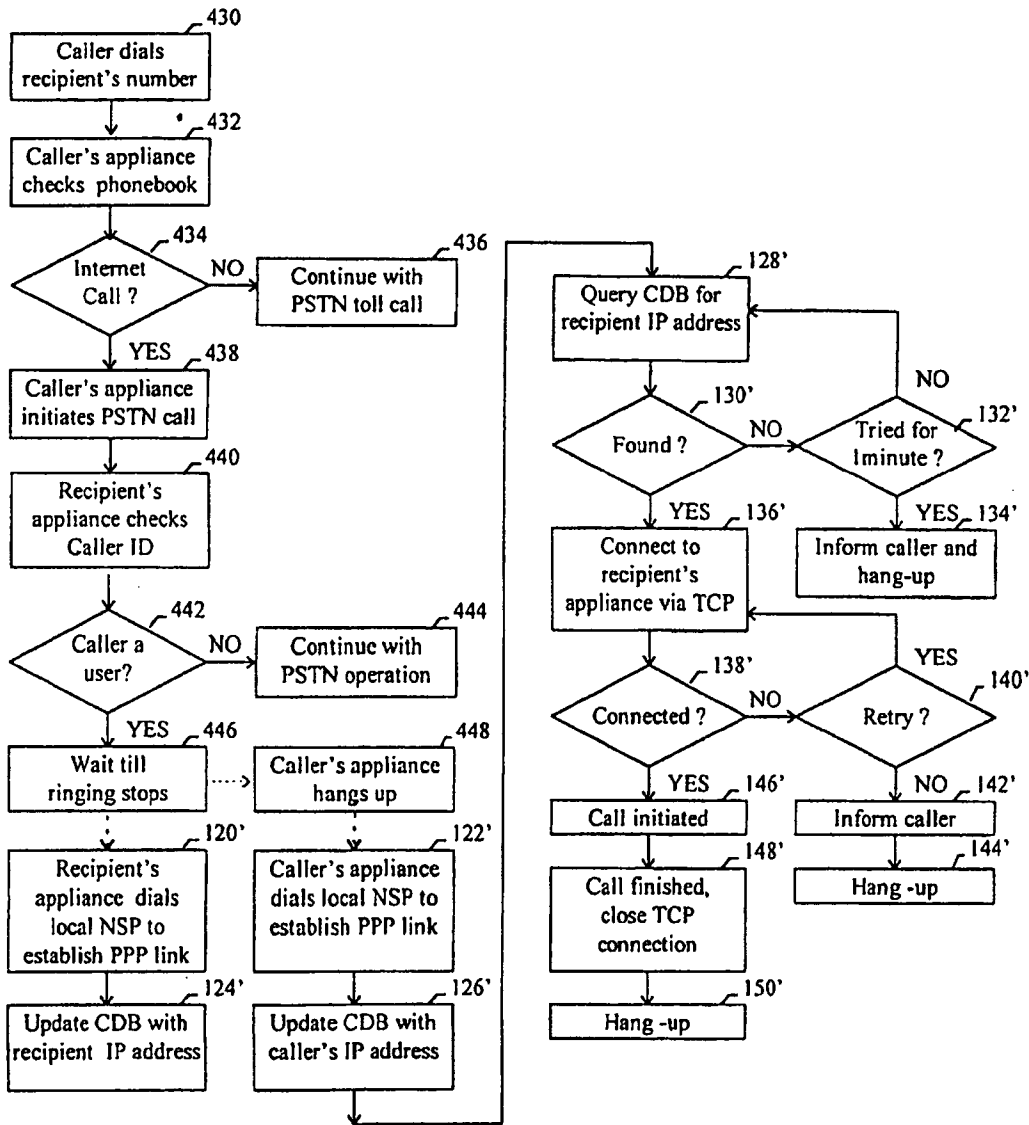 430
Caller dials
recipient's number
432
Caller's appliance
checks phonebook
434
Internet
Call ?
NO
436
Continue with
PSTN toll call
YES
438
Caller's appliance
initiates PSTN call
440
Recipient's
appliance checks
Caller ID
442
Caller a
user?
NO
444
Continue with
PSTN operation
YES
446
Wait till
ringing stops
448
Caller's appliance
hangs up
120'
Recipient's
appliance dials
local NSP to
establish PPP link
122'
Caller's appliance
dials local NSP to
establish PPP link
124'
Update CDB with
recipient IP address
126'
Update CDB with
caller's IP address
128'
Query CDB for
recipient IP address
130'
Found ?
NO
NO
132'
Tried for
1minute ?
YES
134'
Inform caller and
hang-up
YES
136'
Connect to
recipient's
appliance via TCP
138'
Connected ?
NO
YES
140'
Retry ?
NO
142'
Inform caller
144'
Hang -up
YES
146'
Call initiated
148'
Call finished,
close TCP
connection
150'
Hang -up